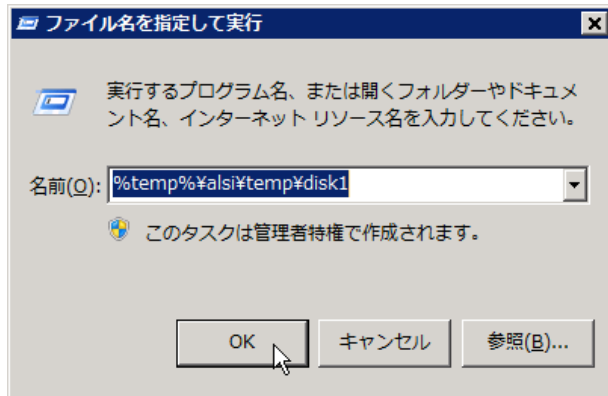 ファイル名を指定して実行
実行するプログラム名、または開くフォルダーやドキュメ
ント名、インターネット リソース名を入力してください。
名前(O): %temp%¥alsi¥temp¥disk1
このタスクは管理者特権で作成されます。
OK キャンセル 参照(B)...